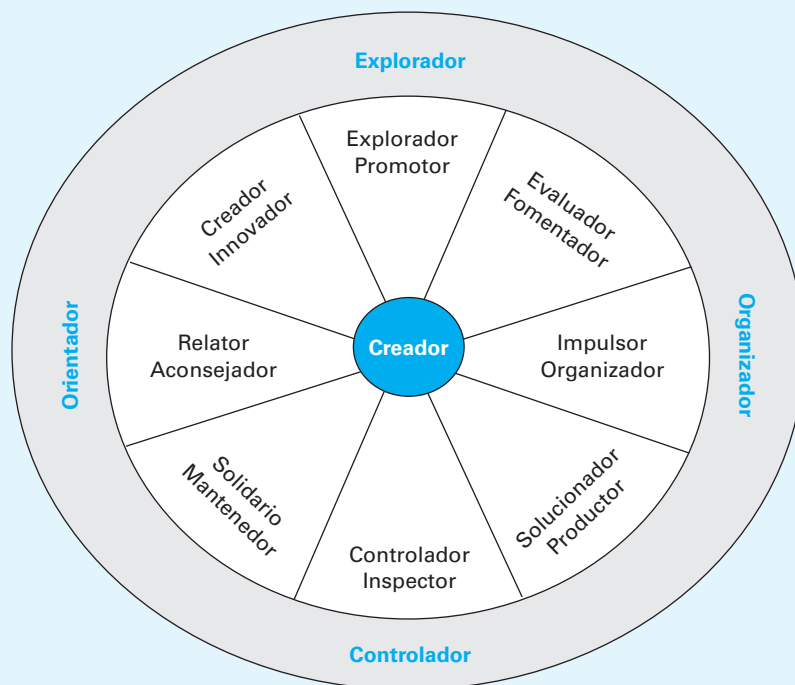 Explorador
Explorador
Promotor
Creador
Innovador
Evaluador
Fomentador
Orientador
Relator
Aconsejador
Creador
Impulsor
Organizador
Organizador
Solidario
Mantenedor
Solucionador
Productor
Controlador
Inspector
Controlador